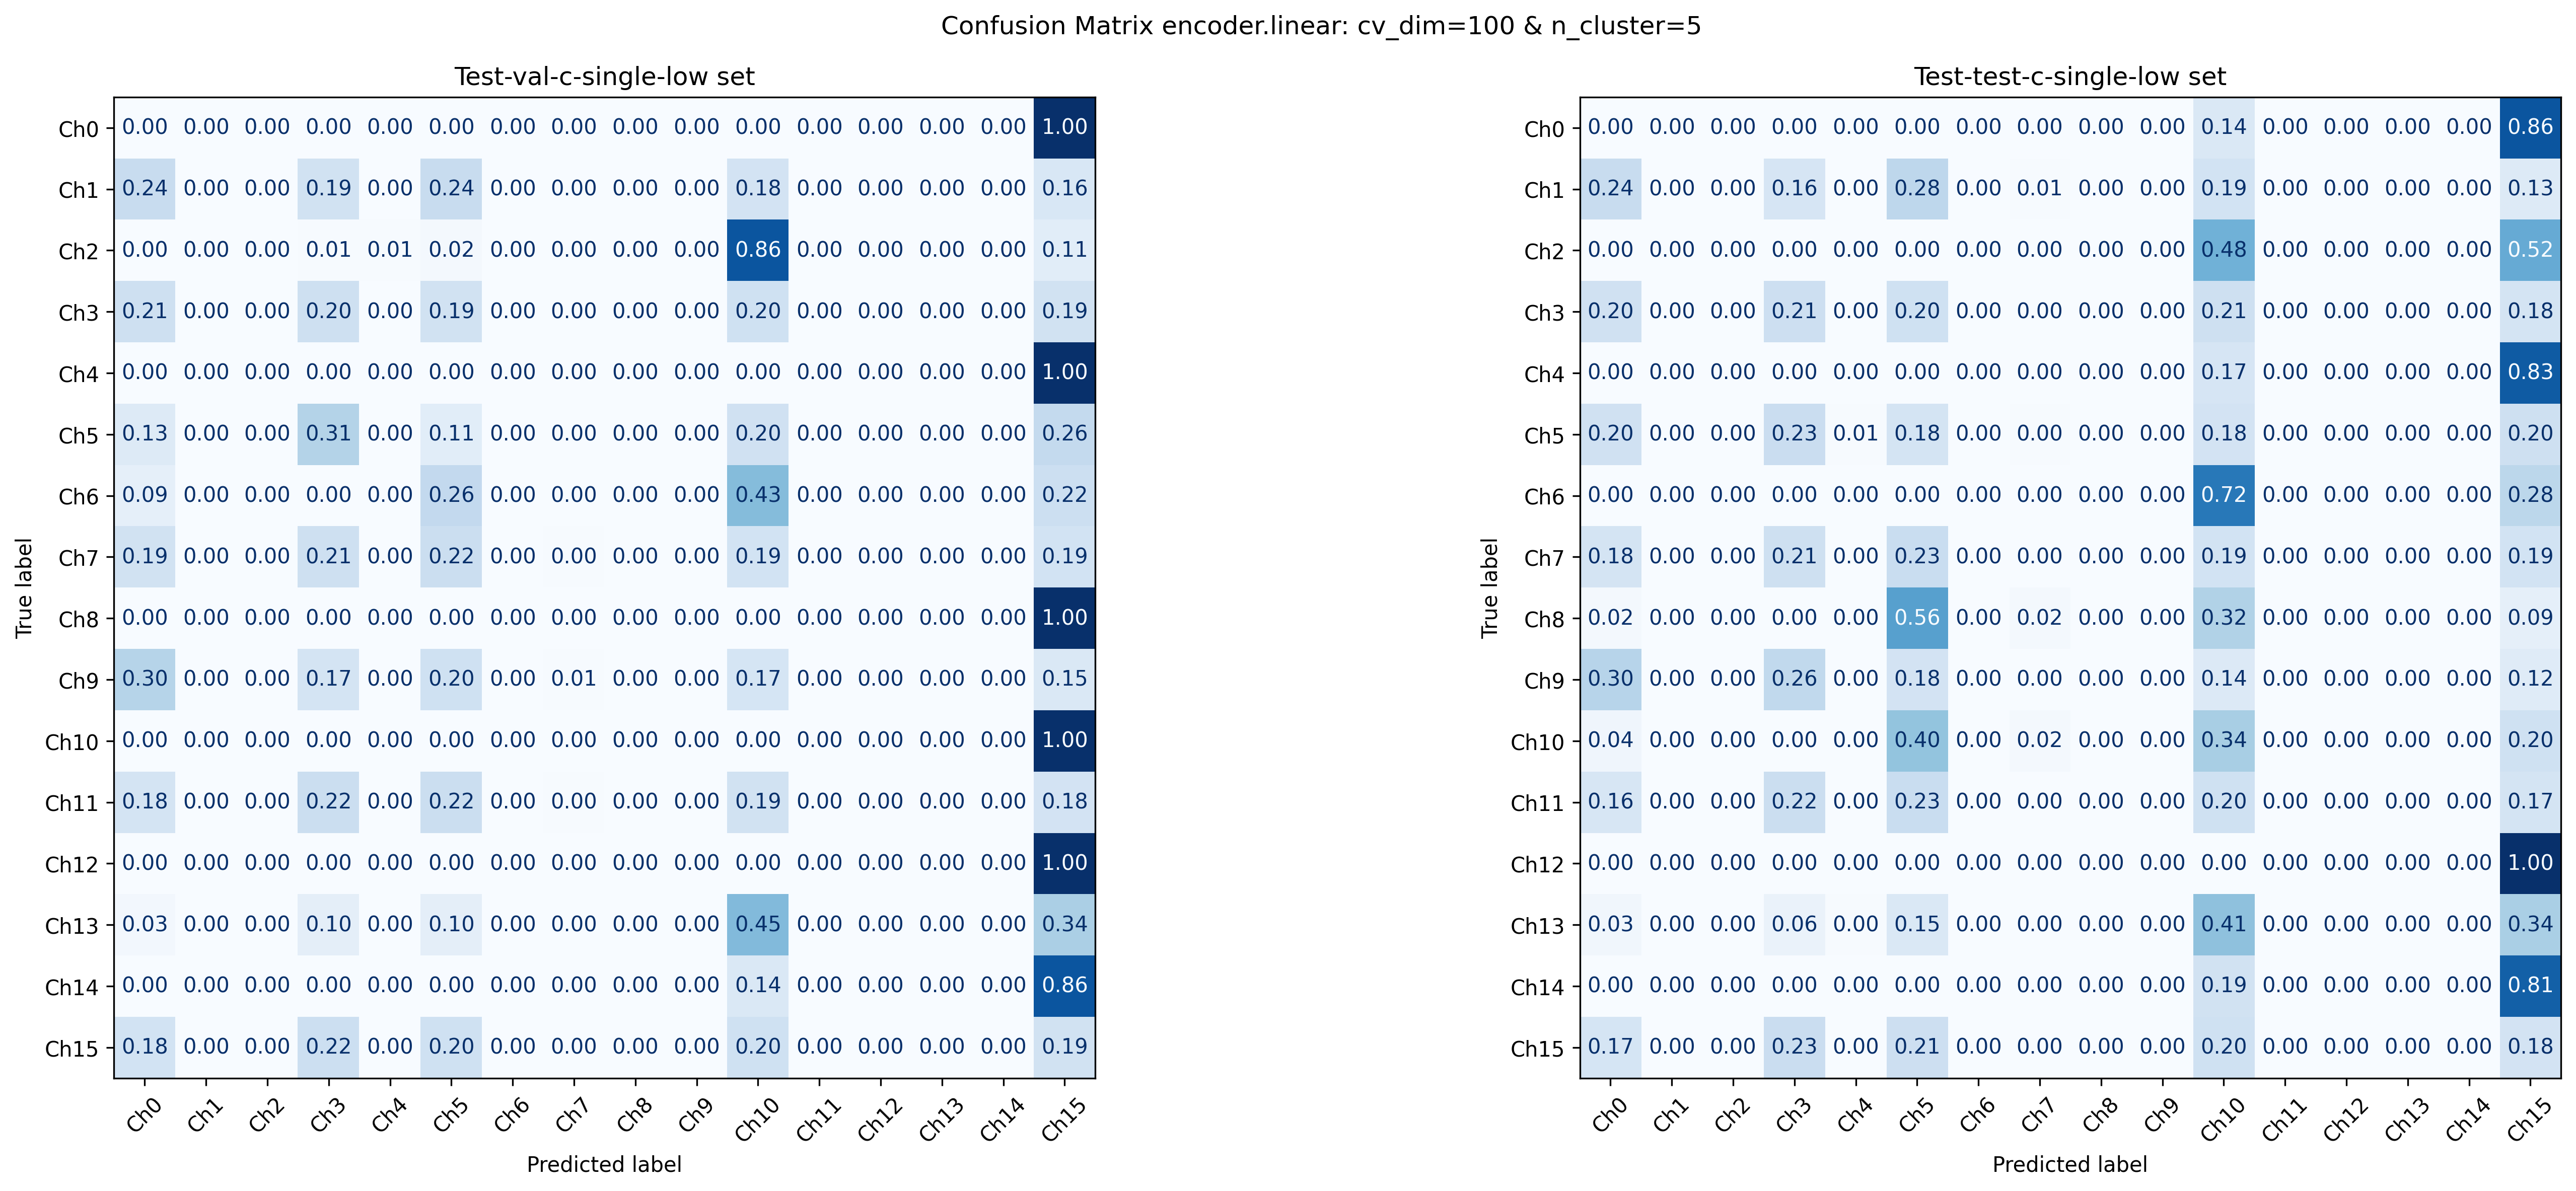 Confusion Matrix encoder.linear: cv_dim=100 & n_cluster=5
Test-val-c-single-low set
True label
Ch0 0.00 0.00 0.00 0.00 0.00 0.00 0.00 0.00 0.00 0.00 0.00 0.00 0.00 0.00 0.00 1.00
Ch1 0.24 0.00 0.00 0.19 0.00 0.24 0.00 0.00 0.00 0.00 0.18 0.00 0.00 0.00 0.00 0.16
Ch2 0.00 0.00 0.00 0.01 0.01 0.02 0.00 0.00 0.00 0.00 0.86 0.00 0.00 0.00 0.00 0.11
Ch3 0.21 0.00 0.00 0.20 0.00 0.19 0.00 0.00 0.00 0.00 0.20 0.00 0.00 0.00 0.00 0.19
Ch4 0.00 0.00 0.00 0.00 0.00 0.00 0.00 0.00 0.00 0.00 0.00 0.00 0.00 0.00 0.00 1.00
Ch5 0.13 0.00 0.00 0.31 0.00 0.11 0.00 0.00 0.00 0.00 0.20 0.00 0.00 0.00 0.00 0.26
Ch6 0.09 0.00 0.00 0.00 0.00 0.26 0.00 0.00 0.00 0.00 0.43 0.00 0.00 0.00 0.00 0.22
Ch7 0.19 0.00 0.00 0.21 0.00 0.22 0.00 0.00 0.00 0.00 0.19 0.00 0.00 0.00 0.00 0.19
Ch8 0.00 0.00 0.00 0.00 0.00 0.00 0.00 0.00 0.00 0.00 0.00 0.00 0.00 0.00 0.00 1.00
Ch9 0.30 0.00 0.00 0.17 0.00 0.20 0.00 0.01 0.00 0.00 0.17 0.00 0.00 0.00 0.00 0.15
Ch10 0.00 0.00 0.00 0.00 0.00 0.00 0.00 0.00 0.00 0.00 0.00 0.00 0.00 0.00 0.00 1.00
Ch11 0.18 0.00 0.00 0.22 0.00 0.22 0.00 0.00 0.00 0.00 0.19 0.00 0.00 0.00 0.00 0.18
Ch12 0.00 0.00 0.00 0.00 0.00 0.00 0.00 0.00 0.00 0.00 0.00 0.00 0.00 0.00 0.00 1.00
Ch13 0.03 0.00 0.00 0.10 0.00 0.10 0.00 0.00 0.00 0.00 0.45 0.00 0.00 0.00 0.00 0.34
Ch14 0.00 0.00 0.00 0.00 0.00 0.00 0.00 0.00 0.00 0.00 0.14 0.00 0.00 0.00 0.00 0.86
Ch15 0.18 0.00 0.00 0.22 0.00 0.20 0.00 0.00 0.00 0.00 0.20 0.00 0.00 0.00 0.00 0.19
Ch0 Ch1 Ch2 Ch3 Ch4 Ch5 Ch6 Ch7 Ch8 Ch9 Ch10 Ch11 Ch12 Ch13 Ch14 Ch15
Predicted label
Test-test-c-single-low set
True label
Ch0 0.00 0.00 0.00 0.00 0.00 0.00 0.00 0.00 0.00 0.00 0.14 0.00 0.00 0.00 0.00 0.86
Ch1 0.24 0.00 0.00 0.16 0.00 0.28 0.00 0.01 0.00 0.00 0.19 0.00 0.00 0.00 0.00 0.13
Ch2 0.00 0.00 0.00 0.00 0.00 0.00 0.00 0.00 0.00 0.00 0.48 0.00 0.00 0.00 0.00 0.52
Ch3 0.20 0.00 0.00 0.21 0.00 0.20 0.00 0.00 0.00 0.00 0.21 0.00 0.00 0.00 0.00 0.18
Ch4 0.00 0.00 0.00 0.00 0.00 0.00 0.00 0.00 0.00 0.00 0.17 0.00 0.00 0.00 0.00 0.83
Ch5 0.20 0.00 0.00 0.23 0.01 0.18 0.00 0.00 0.00 0.00 0.18 0.00 0.00 0.00 0.00 0.20
Ch6 0.00 0.00 0.00 0.00 0.00 0.00 0.00 0.00 0.00 0.00 0.72 0.00 0.00 0.00 0.00 0.28
Ch7 0.18 0.00 0.00 0.21 0.00 0.23 0.00 0.00 0.00 0.00 0.19 0.00 0.00 0.00 0.00 0.19
Ch8 0.02 0.00 0.00 0.00 0.00 0.56 0.00 0.02 0.00 0.00 0.32 0.00 0.00 0.00 0.00 0.09
Ch9 0.30 0.00 0.00 0.26 0.00 0.18 0.00 0.00 0.00 0.00 0.14 0.00 0.00 0.00 0.00 0.12
Ch10 0.04 0.00 0.00 0.00 0.00 0.40 0.00 0.02 0.00 0.00 0.34 0.00 0.00 0.00 0.00 0.20
Ch11 0.16 0.00 0.00 0.22 0.00 0.23 0.00 0.00 0.00 0.00 0.20 0.00 0.00 0.00 0.00 0.17
Ch12 0.00 0.00 0.00 0.00 0.00 0.00 0.00 0.00 0.00 0.00 0.00 0.00 0.00 0.00 0.00 1.00
Ch13 0.03 0.00 0.00 0.06 0.00 0.15 0.00 0.00 0.00 0.00 0.41 0.00 0.00 0.00 0.00 0.34
Ch14 0.00 0.00 0.00 0.00 0.00 0.00 0.00 0.00 0.00 0.00 0.19 0.00 0.00 0.00 0.00 0.81
Ch15 0.17 0.00 0.00 0.23 0.00 0.21 0.00 0.00 0.00 0.00 0.20 0.00 0.00 0.00 0.00 0.18
Ch0 Ch1 Ch2 Ch3 Ch4 Ch5 Ch6 Ch7 Ch8 Ch9 Ch10 Ch11 Ch12 Ch13 Ch14 Ch15
Predicted label